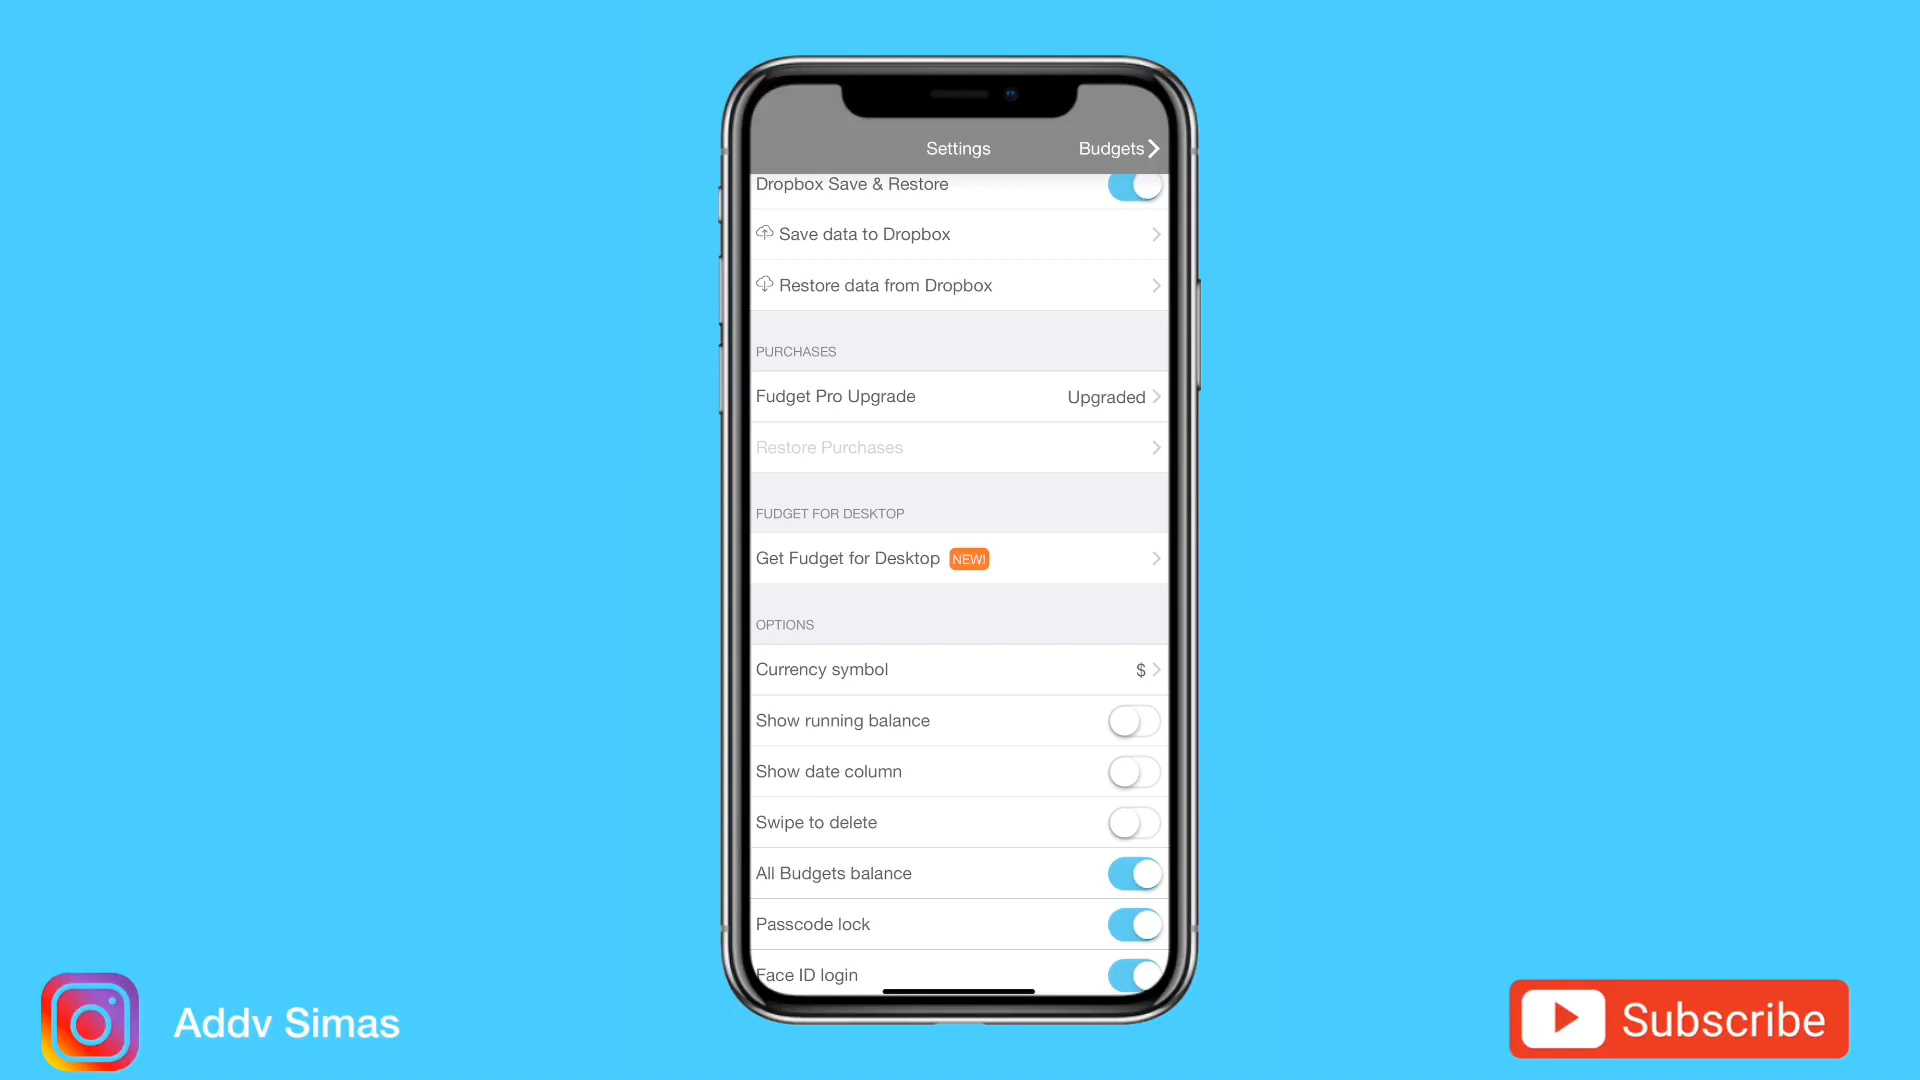 Settings
Budgets
Dropbox Save & Restore
Save data to Dropbox
Restore data from Dropbox
PURCHASES
Fudget Pro Upgrade Upgraded
Restore Purchases
FUDGET FOR DESKTOP
Get Fudget for Desktop NEW!
OPTIONS
Currency symbol $
Show running balance
Show date column
Swipe to delete
All Budgets balance
Passcode lock
Face ID login
Addv Simas
Subscribe